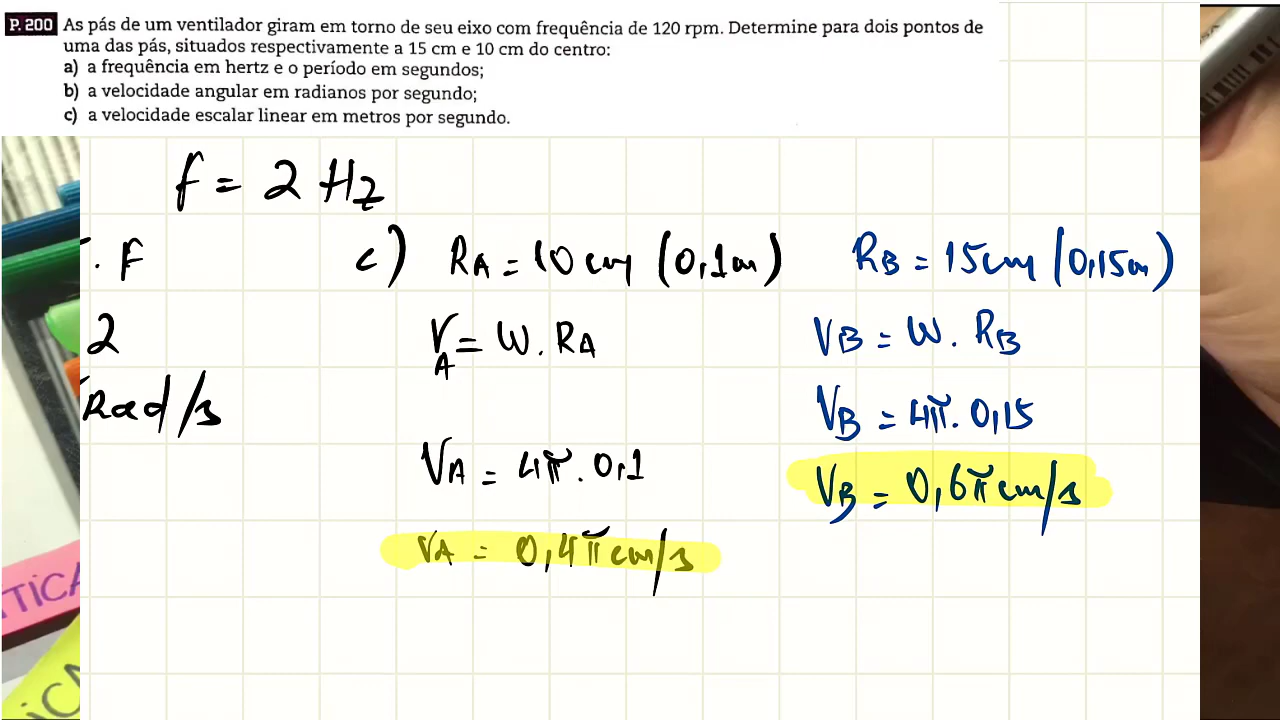 P. 200 As pás de um ventilador giram em torno de seu eixo com frequência de 120 rpm. Determine para dois pontos de
uma das pás, situados respectivamente a 15 cm e 10 cm do centro:
a) a frequência em hertz e o período em segundos;
b) a velocidade angular em radianos por segundo;
c) a velocidade escalar linear em metros por segundo.
f = 2 Hz
. F
2
Rad/s
c) RA = 10 cm (0,1m)
VA = W. RA
VA = 4π. 0,1
VA = 0,4π cm/s
RB = 15cm (0,15m)
VB = W. RB
VB = 4π. 0,15
VB = 0,6π cm/s